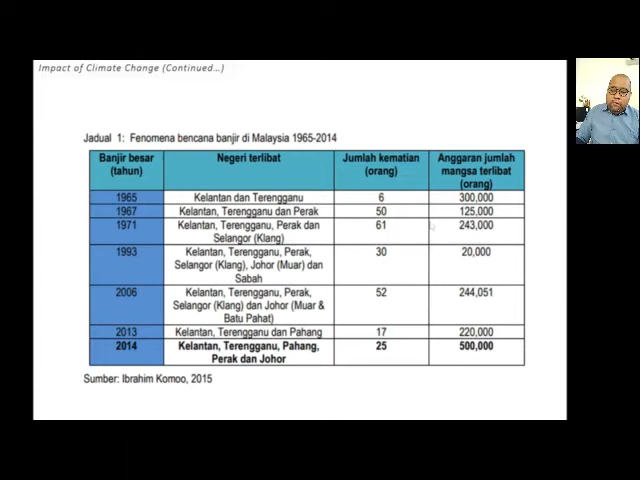 Impact of Climate Change (Continued...)
Jadual 1: Fenomena bencana banjir di Malaysia 1965-2014
Banjir besar (tahun) Negeri terlibat Jumlah kematian (orang) Anggaran jumlah mangsa terlibat (orang)
1965 Kelantan dan Terengganu 6 300,000
1967 Kelantan, Terengganu dan Perak 50 125,000
1971 Kelantan, Terengganu, Perak dan Selangor (Klang) 61 243,000
1993 Kelantan, Terengganu, Perak, Selangor (Klang), Johor (Muar) dan Sabah 30 20,000
2006 Kelantan, Terengganu, Perak, Selangor (Klang) dan Johor (Muar & Batu Pahat) 52 244,051
2013 Kelantan, Terengganu dan Pahang 17 220,000
2014 Kelantan, Terengganu, Pahang, Perak dan Johor 25 500,000
Sumber: Ibrahim Komoo, 2015